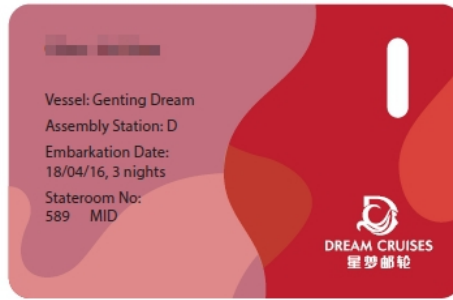 Vessel: Genting Dream
Assembly Station: D
Embarkation Date:
18/04/16, 3 nights
Stateroom No:
589 MID
DREAM CRUISES
星梦邮轮